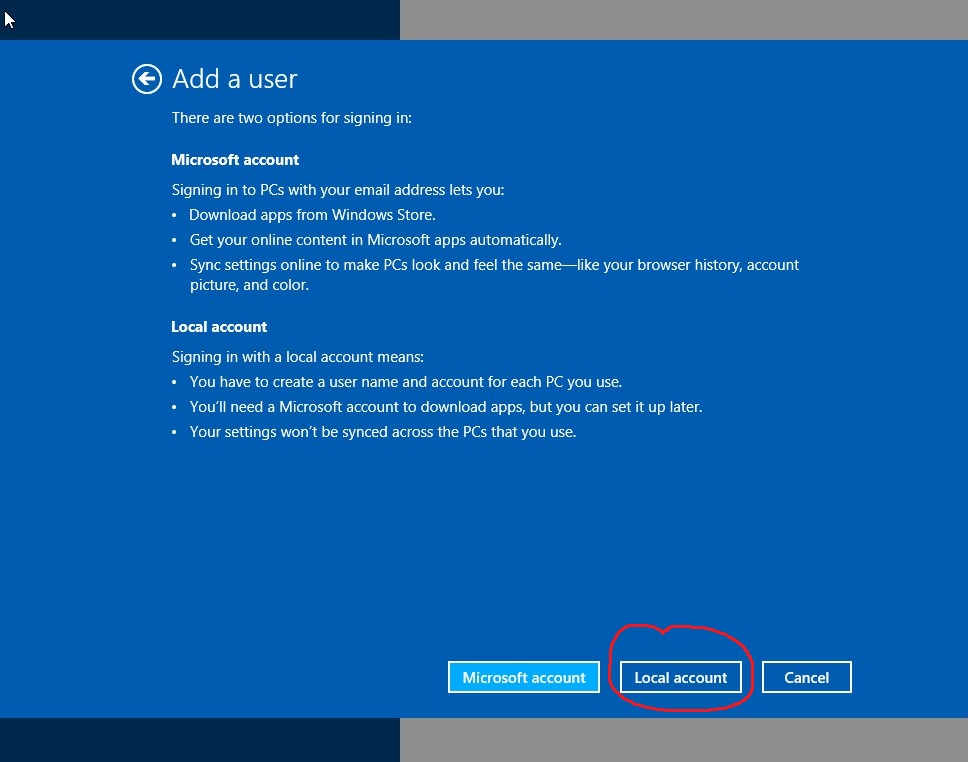 Add a user
There are two options for signing in:
Microsoft account
Signing in to PCs with your email address lets you:
• Download apps from Windows Store.
• Get your online content in Microsoft apps automatically.
• Sync settings online to make PCs look and feel the same—like your browser history, account
picture, and color.
Local account
Signing in with a local account means:
• You have to create a user name and account for each PC you use.
• You’ll need a Microsoft account to download apps, but you can set it up later.
• Your settings won’t be synced across the PCs that you use.
Microsoft account Local account Cancel